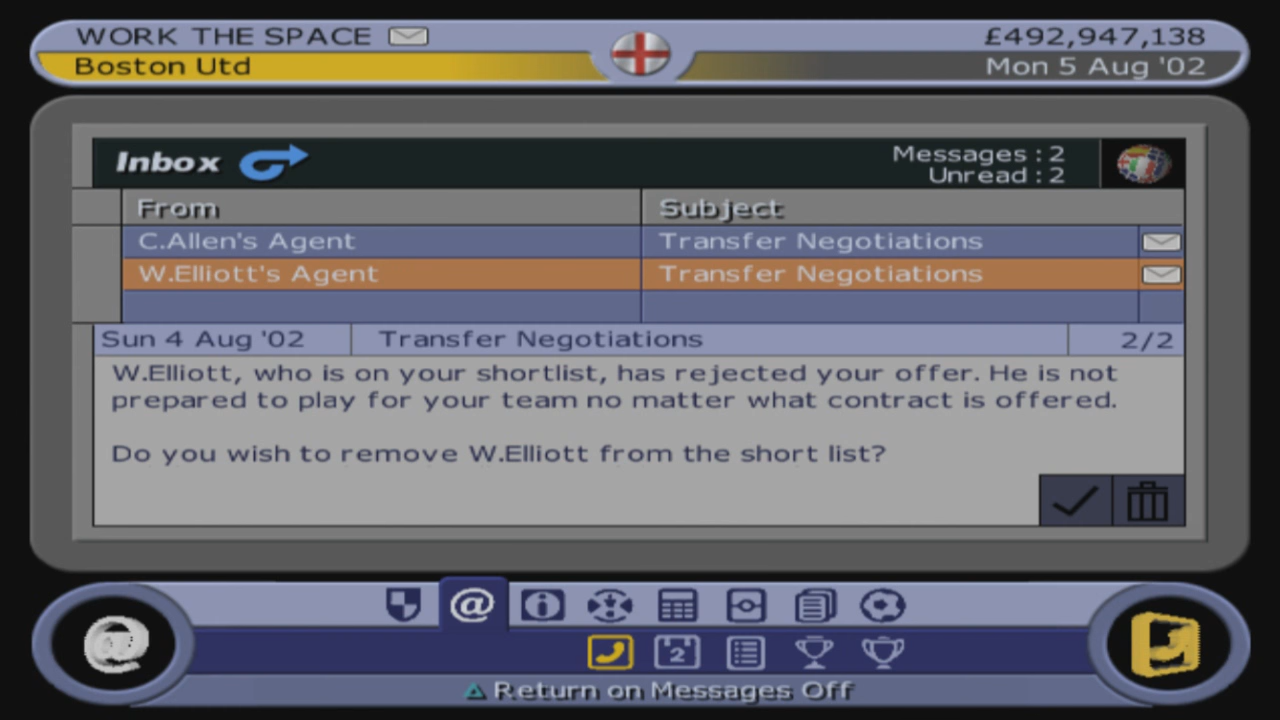 WORK THE SPACE
£492,947,138
Boston Utd
Mon 5 Aug '02
Inbox
Messages : 2
Unread : 2
From
Subject
C.Allen's Agent
Transfer Negotiations
W.Elliott's Agent
Transfer Negotiations
Sun 4 Aug '02
Transfer Negotiations
2/2
W.Elliott, who is on your shortlist, has rejected your offer. He is not
prepared to play for your team no matter what contract is offered.
Do you wish to remove W.Elliott from the short list?
@
@
2
Return on Messages Off